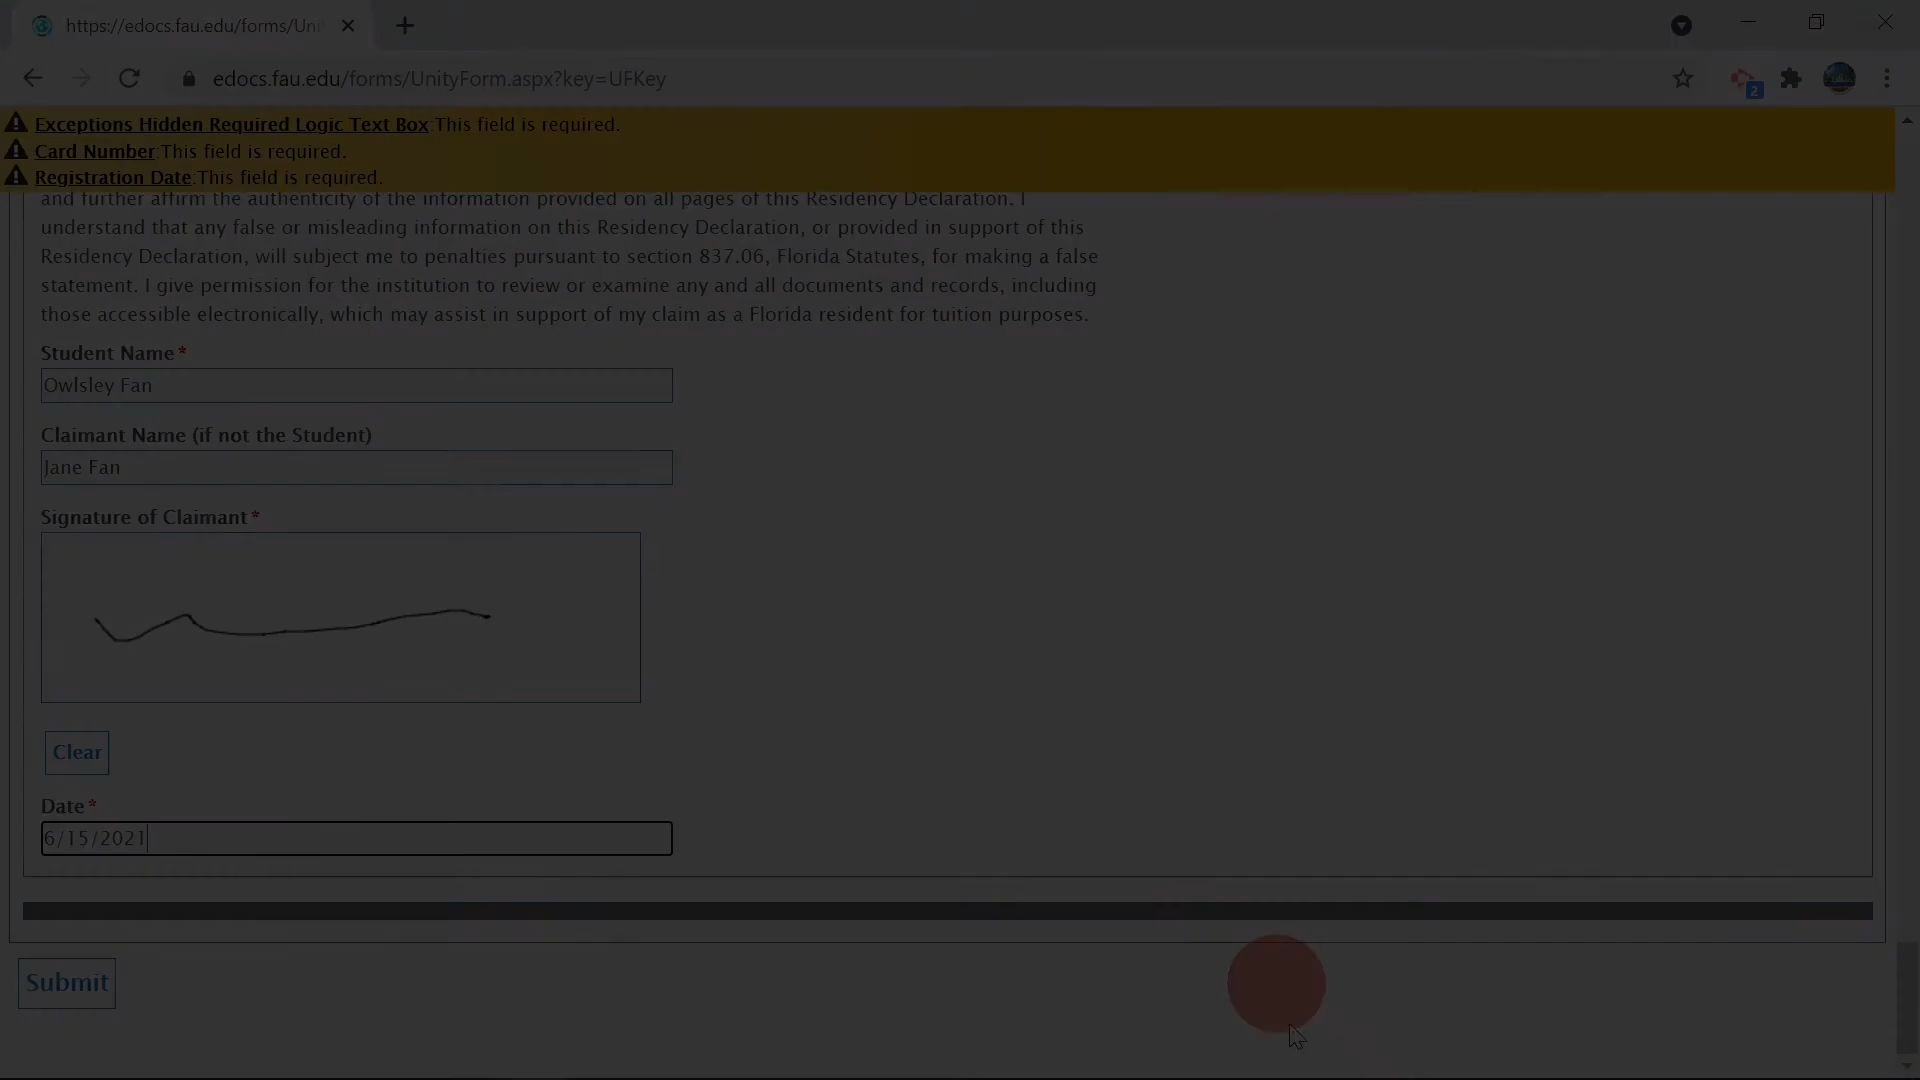 https://edocs.fau.edu/forms/Uni
edocs.fau.edu/forms/UnityForm.aspx?key=UFKey
2
Exceptions Hidden Required Logic Text Box:This field is required.
Card Number:This field is required.
Registration Date:This field is required.
and further affirm the authenticity of the information provided on all pages of this Residency Declaration. I
understand that any false or misleading information on this Residency Declaration, or provided in support of this
Residency Declaration, will subject me to penalties pursuant to section 837.06, Florida Statutes, for making a false
statement. I give permission for the institution to review or examine any and all documents and records, including
those accessible electronically, which may assist in support of my claim as a Florida resident for tuition purposes.
Student Name*
Owlsley Fan
Claimant Name (if not the Student)
Jane Fan
Signature of Claimant*
Clear
Date*
6/15/2021
Submit